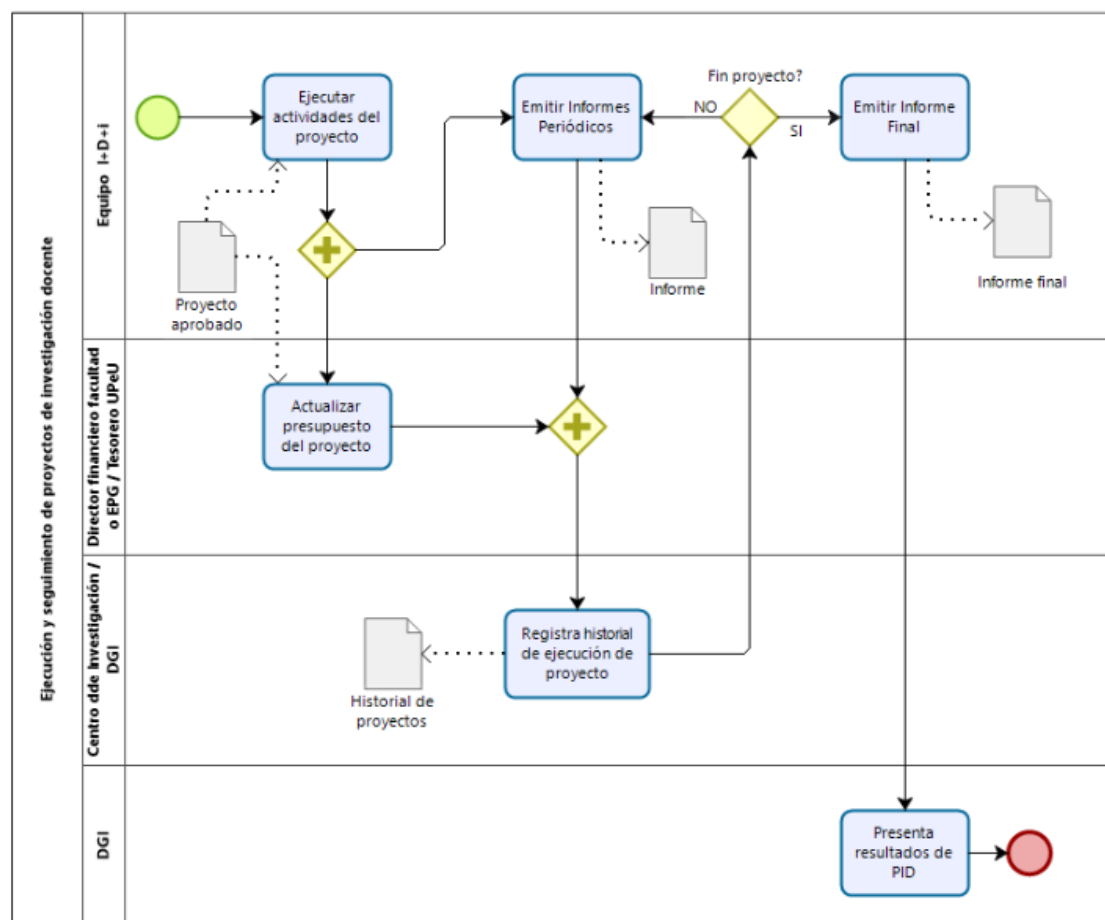 Ejecución y seguimiento de proyectos de investigación docente
Equipo I+D+i
Ejecutar
actividades del
proyecto
Emitir Informes
Periódicos
Fin proyecto?
NO
SI
Emitir Informe
Final
Proyecto
aprobado
Informe
Informe final
Director financiero facultad
o EPG / Tesorero UPeU
Actualizar
presupuesto
del proyecto
Centro dde Investigación /
DGI
Registra historial
de ejecución de
proyecto
Historial de
proyectos
DGI
Presenta
resultados de
PID